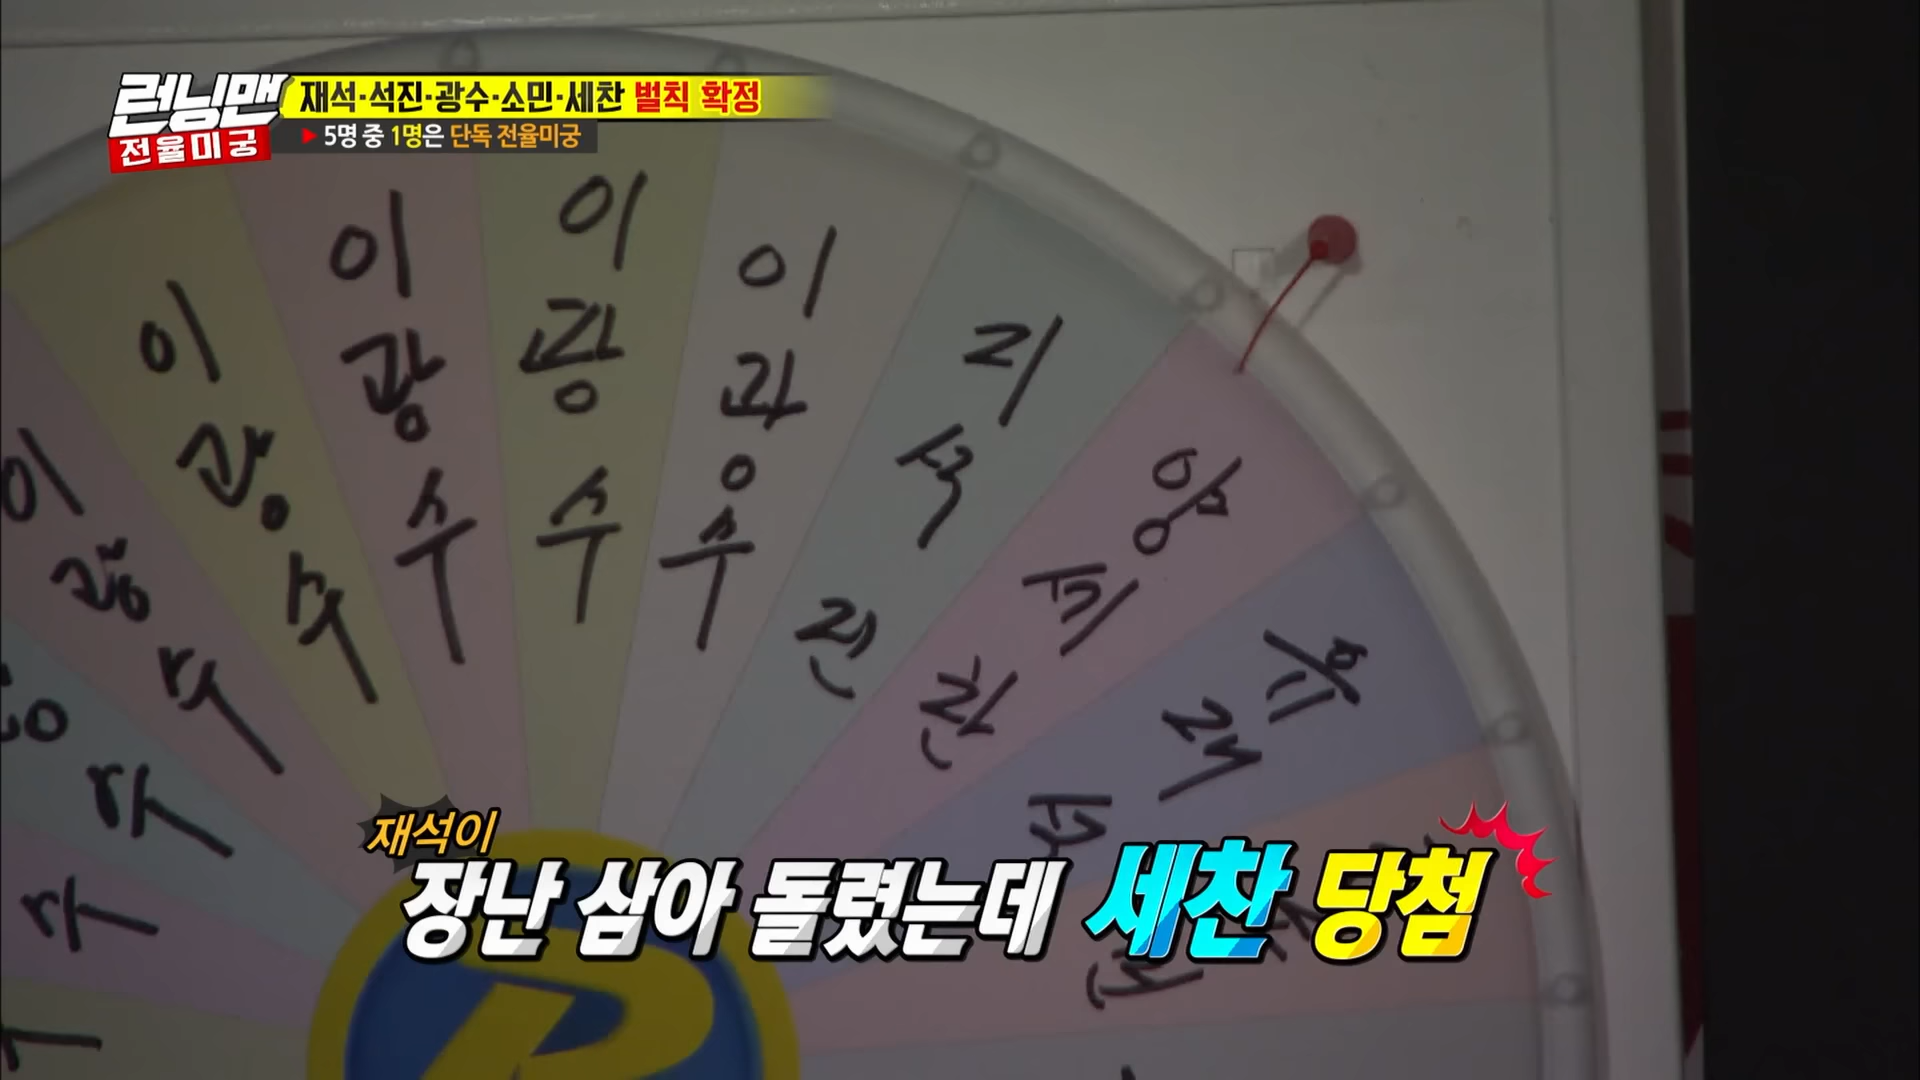 런닝맨
전율미궁
재석·석진·광수·소민·세찬 벌칙 확정
▶ 5명 중 1명은 단독 전율미궁
이광수
이광수
이광수
이광수
이광수
지석진
양세찬
유재석
재석이
장난 삼아 돌렸는데 세찬 당첨